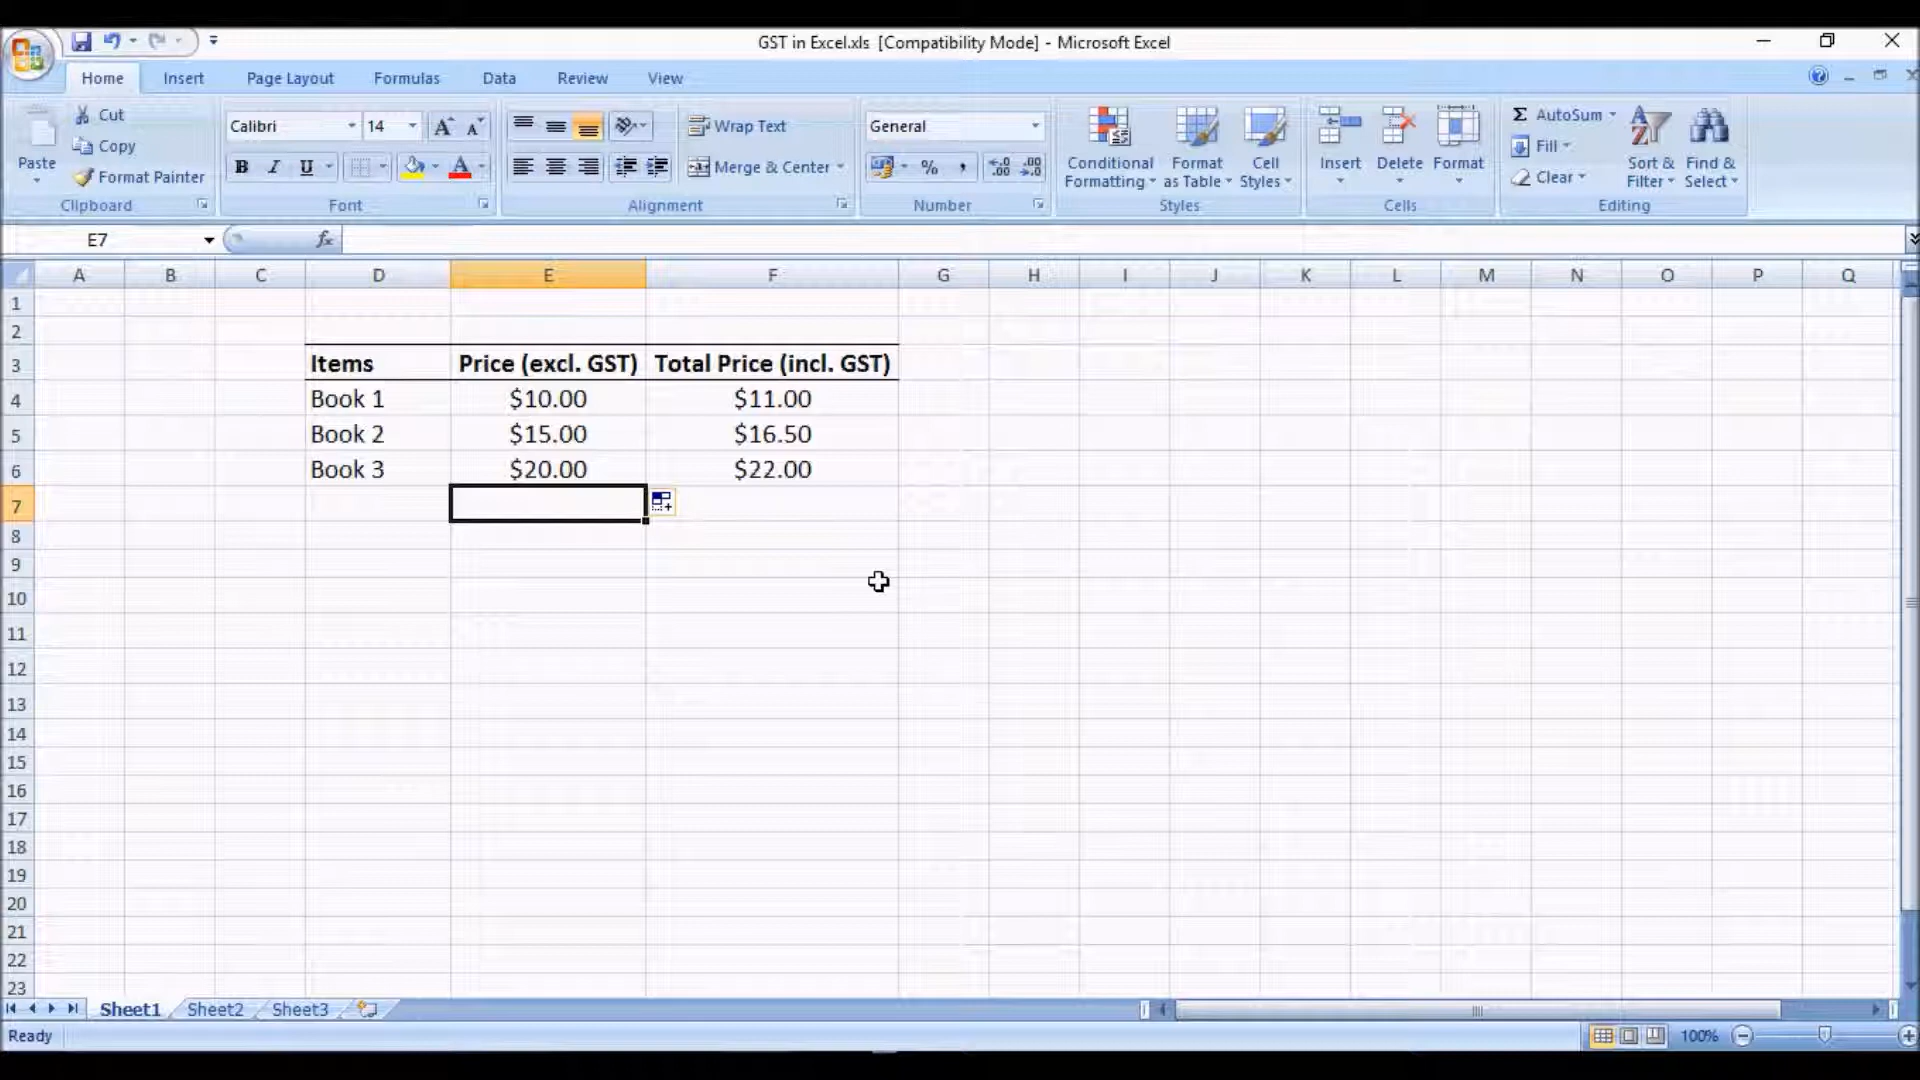 GST in Excel.xls [Compatibility Mode] - Microsoft Excel
Home Insert Page Layout Formulas Data Review View
Paste
Cut
Copy
Format Painter
Clipboard
Calibri 14
B I U
Font
Wrap Text
Merge & Center
Alignment
General
% ,
Number
Conditional Formatting
Format as Table
Cell Styles
Styles
Insert Delete Format
Cells
Σ AutoSum
Fill
Clear
Sort & Filter
Find & Select
Editing
E7 fx
A B C D E F G H I J K L M N O P Q
1
2
3 Items Price (excl. GST) Total Price (incl. GST)
4 Book 1 $10.00 $11.00
5 Book 2 $15.00 $16.50
6 Book 3 $20.00 $22.00
7
8
9
10
11
12
13
14
15
16
17
18
19
20
21
22
23
Sheet1 Sheet2 Sheet3
Ready 100%